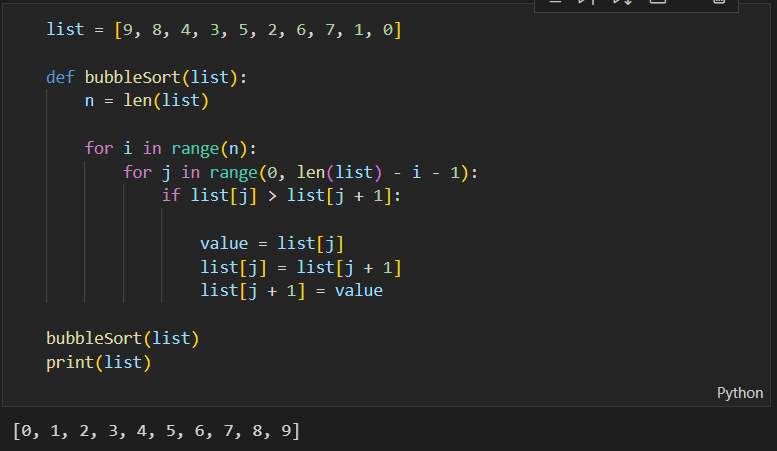 list = [9, 8, 4, 3, 5, 2, 6, 7, 1, 0]
def bubbleSort(list):
    n = len(list)
    for i in range(n):
        for j in range(0, len(list) - i - 1):
            if list[j] > list[j + 1]:
                value = list[j]
                list[j] = list[j + 1]
                list[j + 1] = value
bubbleSort(list)
print(list)
Python
[0, 1, 2, 3, 4, 5, 6, 7, 8, 9]